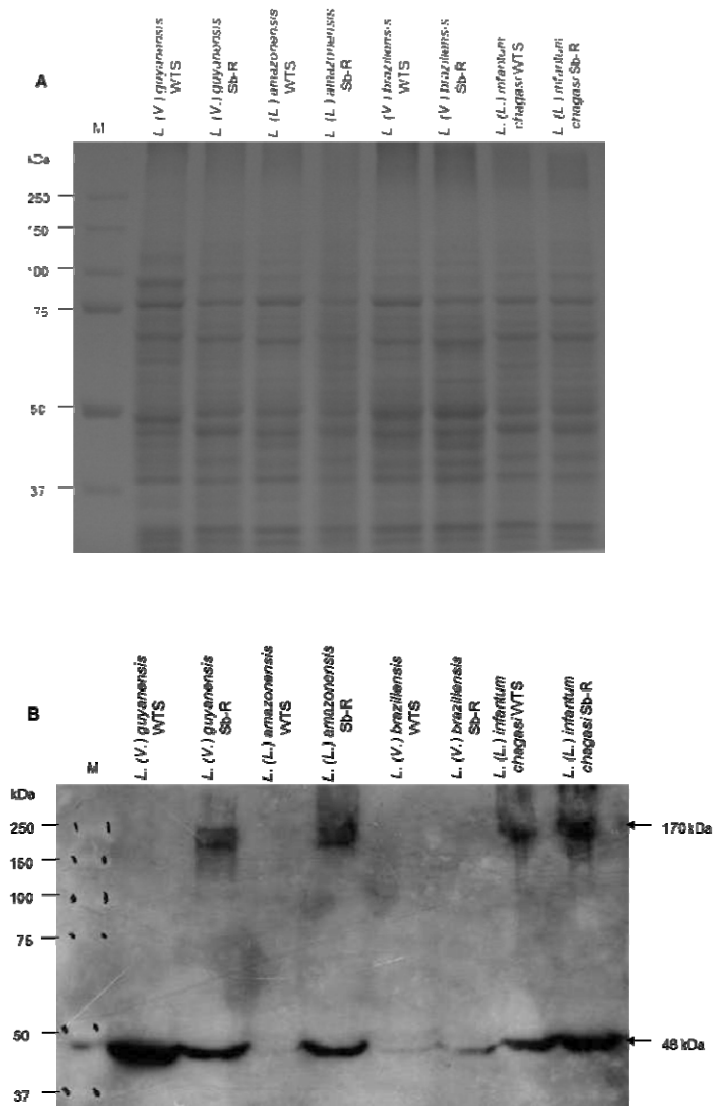 A
L. (V.) guyanensis WTS
L. (V.) guyanensis Sb-R
L. (L.) amazonensis WTS
L. (L.) amazonensis Sb-R
L. (V.) braziliensis WTS
L. (V.) braziliensis Sb-R
L. (L.) infantum chagasi WTS
L. (L.) infantum chagasi Sb-R
M
kDa
250
150
100
75
50
37
B
L. (V.) guyanensis WTS
L. (V.) guyanensis Sb-R
L. (L.) amazonensis WTS
L. (L.) amazonensis Sb-R
L. (V.) braziliensis WTS
L. (V.) braziliensis Sb-R
L. (L.) infantum chagasi WTS
L. (L.) infantum chagasi Sb-R
M
kDa
250
150
100
75
50
37
170 kDa
48 kDa